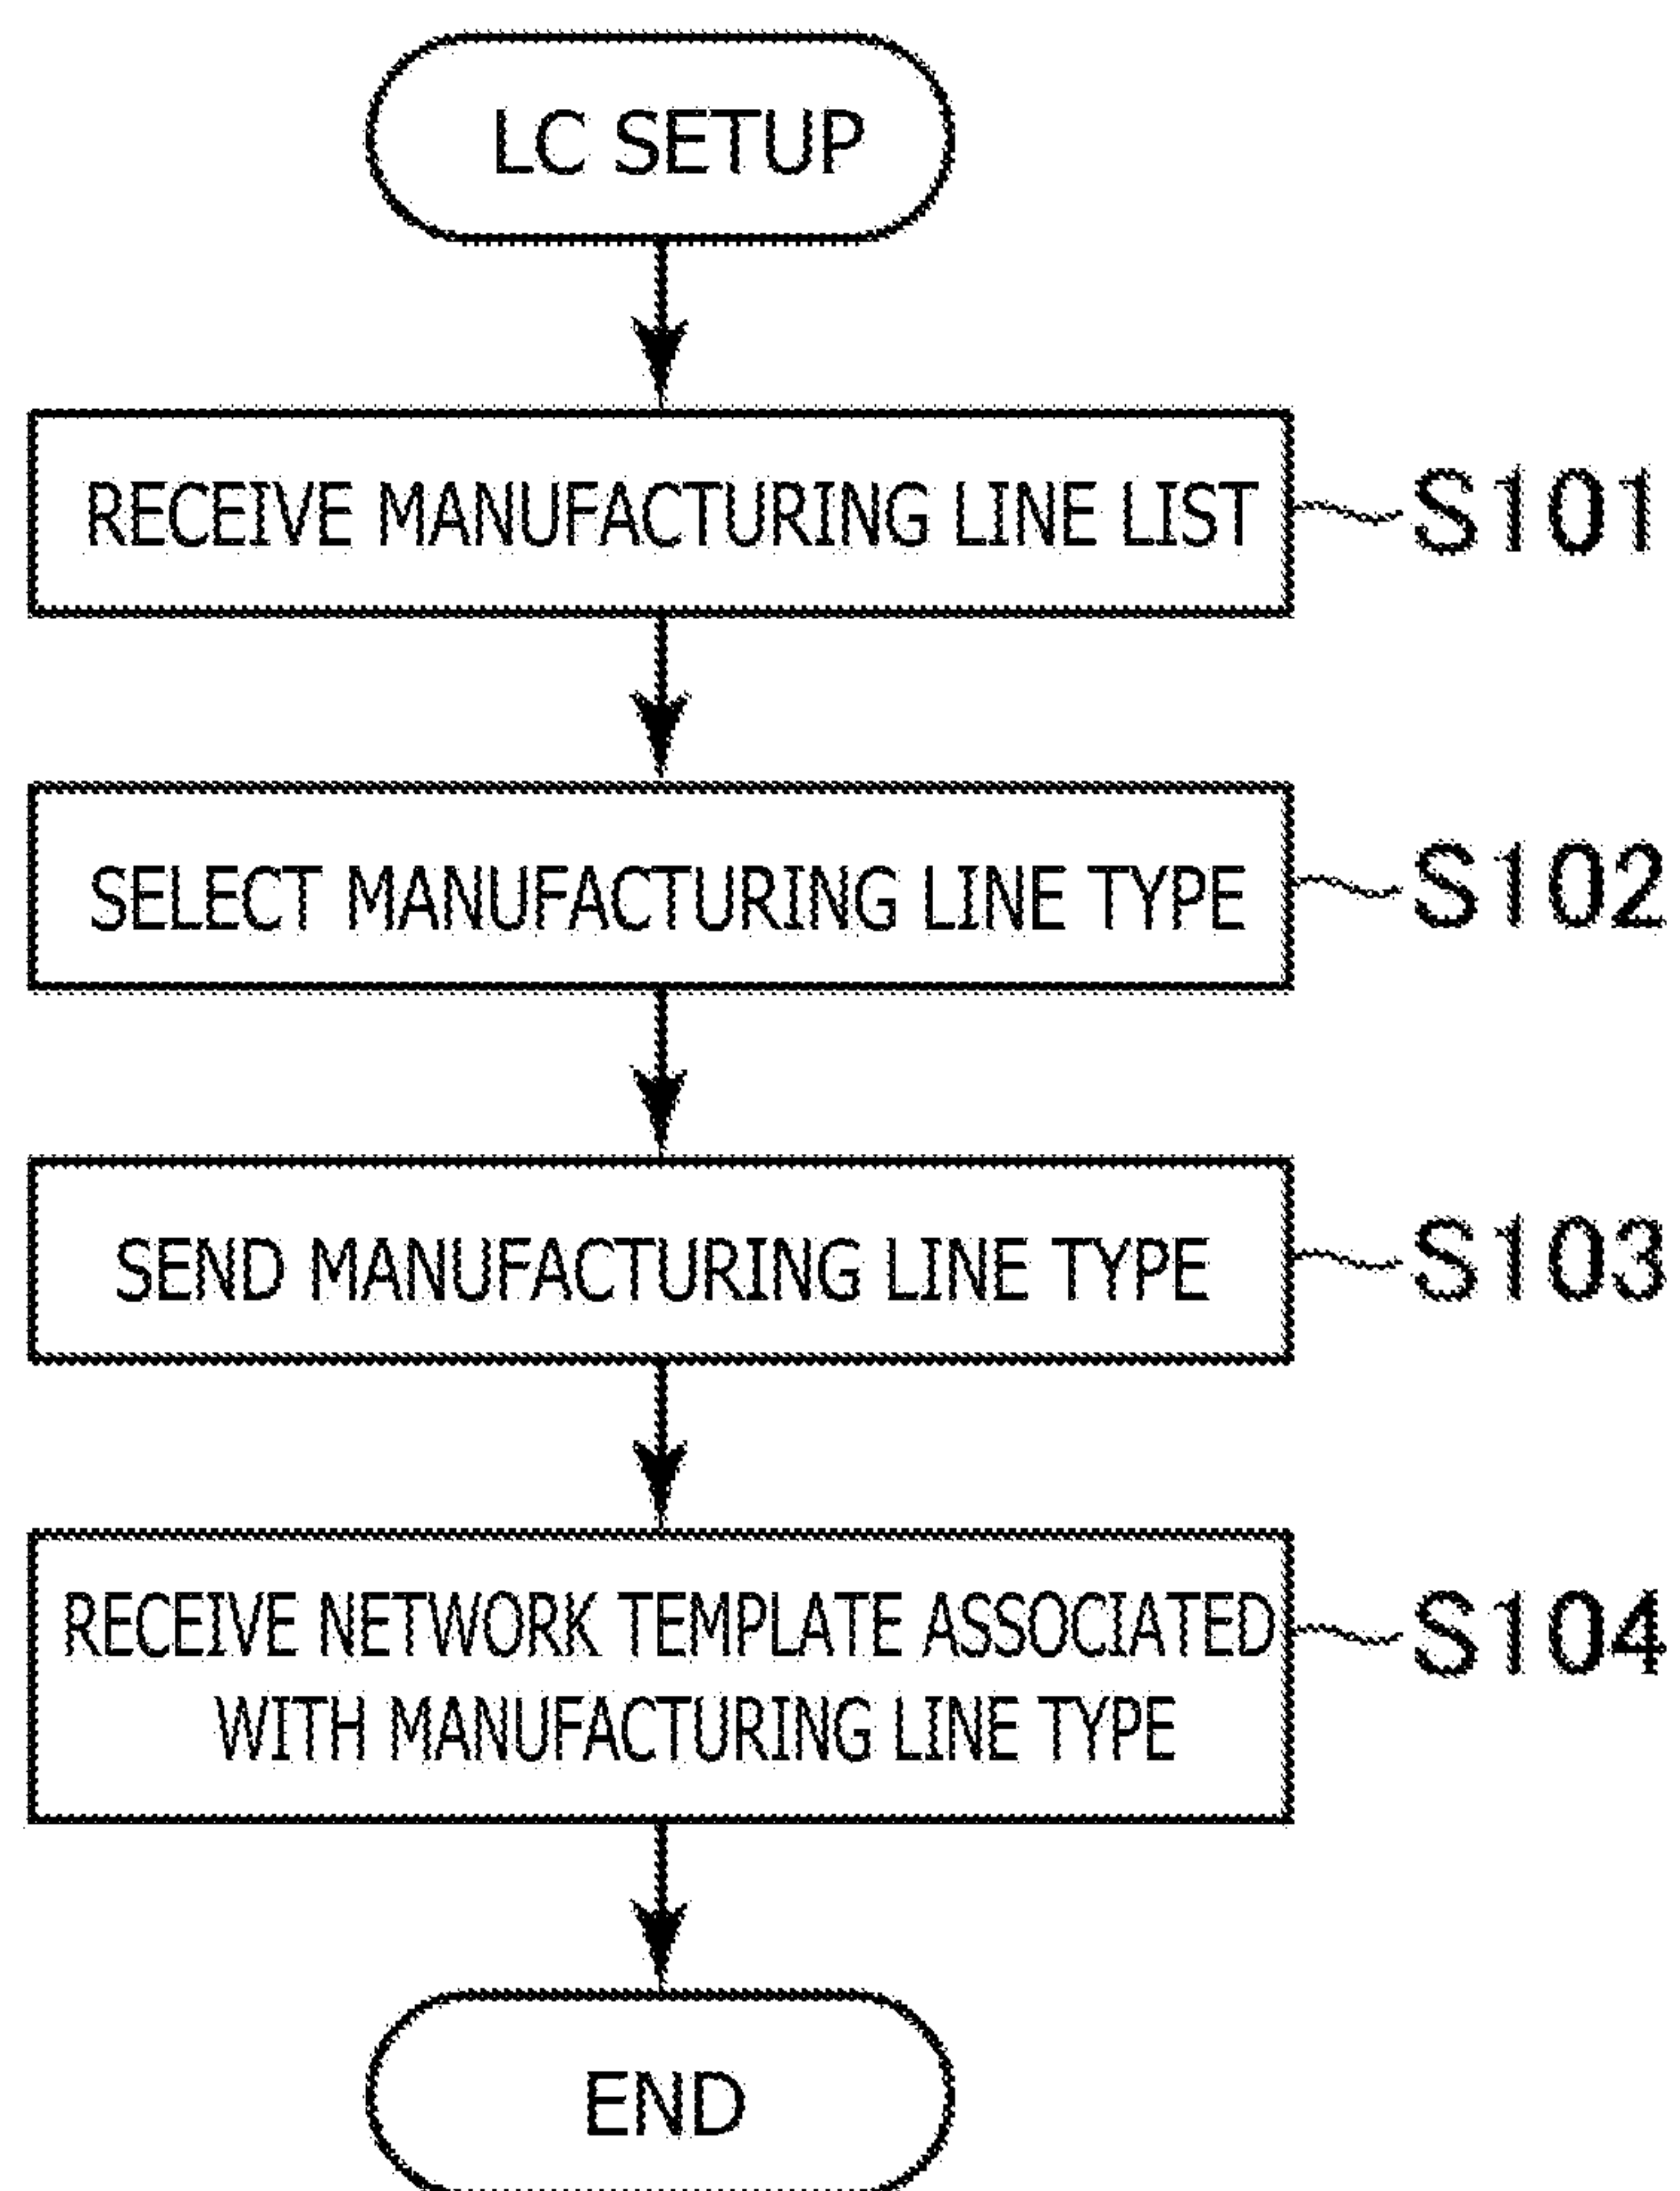 LC SETUP
RECEIVE MANUFACTURING LINE LIST
S101
SELECT MANUFACTURING LINE TYPE
S102
SEND MANUFACTURING LINE TYPE
S103
RECEIVE NETWORK TEMPLATE ASSOCIATED
WITH MANUFACTURING LINE TYPE
S104
END